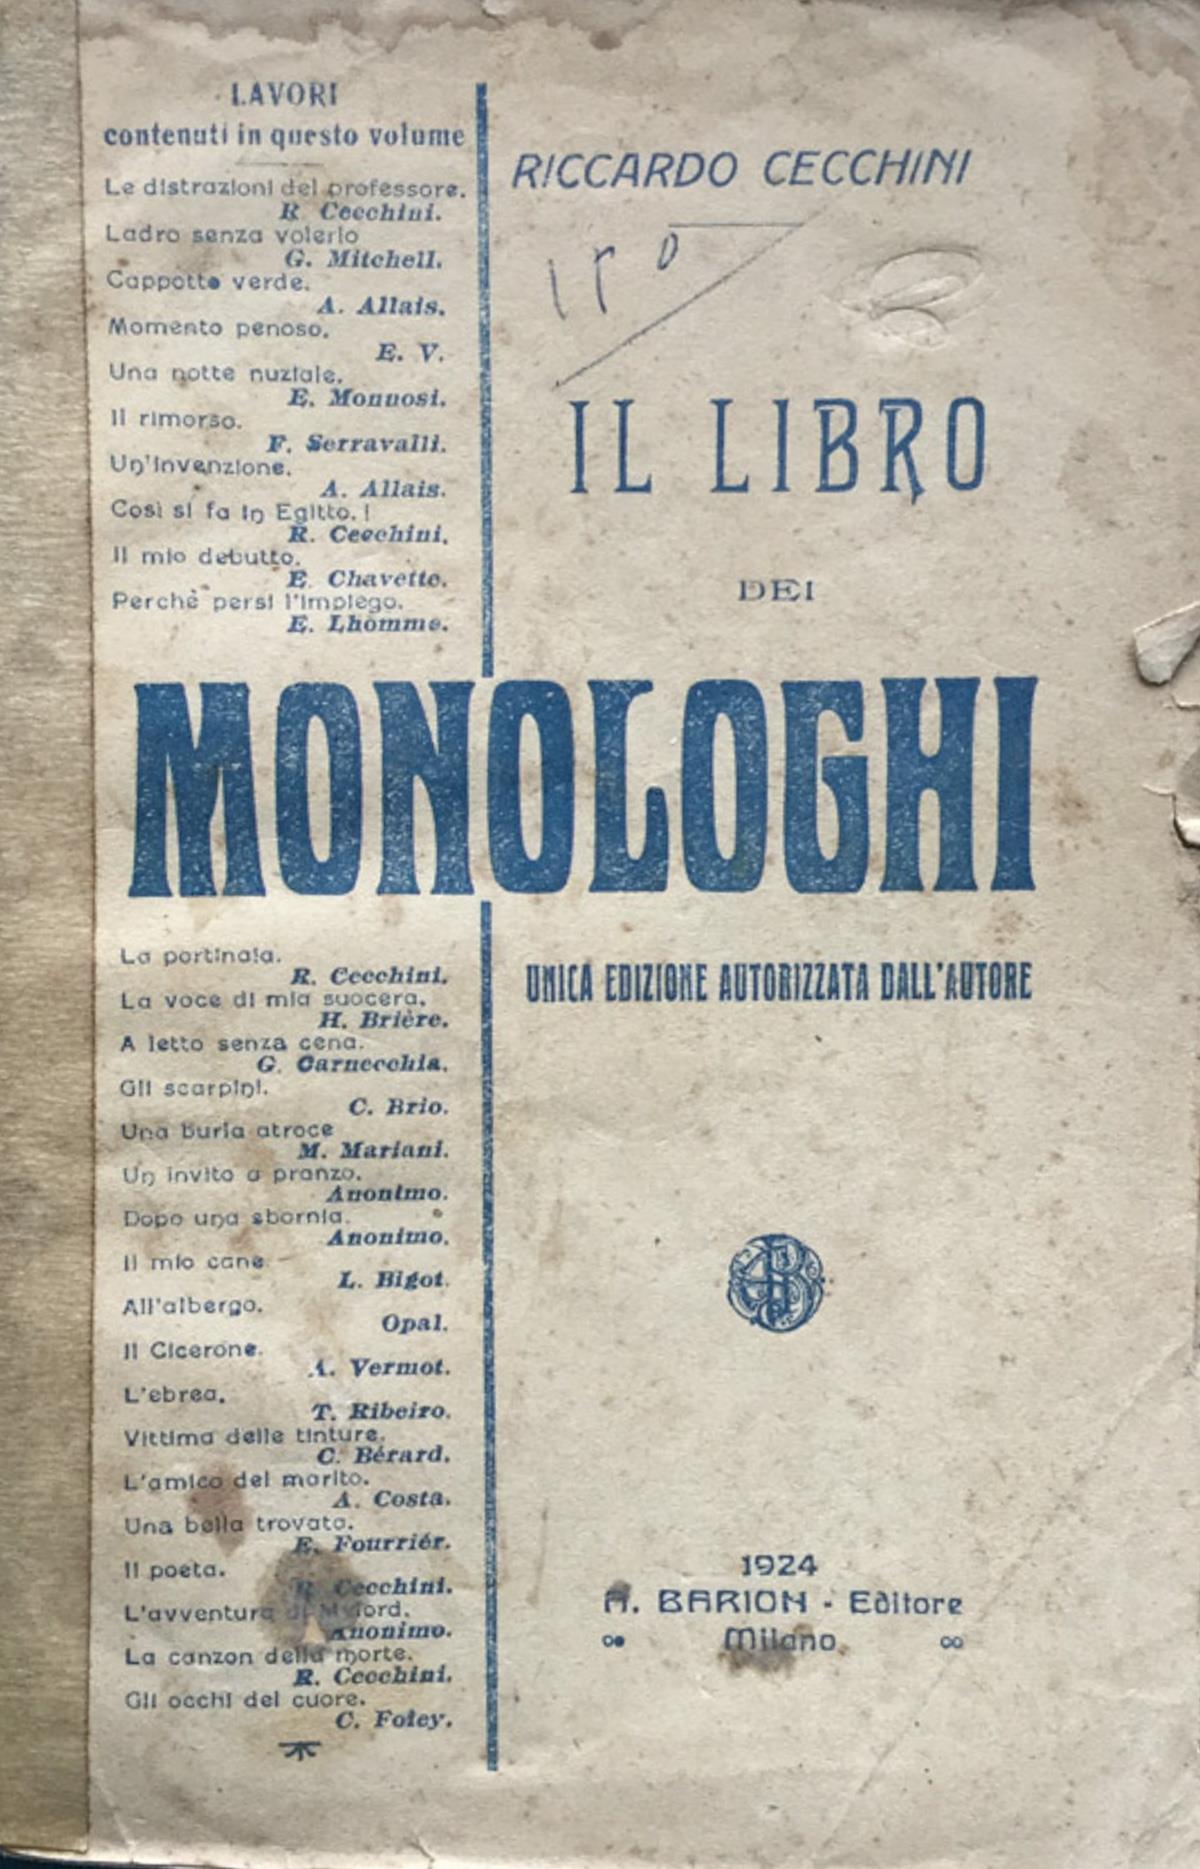 LAVORI
contenuti in questo volume
Le distrazioni del professore.
R. Cecchini.
Ladro senza volerlo
G. Mitchell.
Cappotto verde.
A. Allais.
Momento penoso.
E. V.
Una notte nuziale.
E. Monnosi.
Il rimorso.
F. Serravalli.
Un'invenzione.
A. Allais.
Così si fa in Egitto.!
R. Cecchini.
Il mio debutto.
E. Chavette.
Perchè persi l'impiego.
E. Lhomme.
RICCARDO CECCHINI
IL LIBRO
DEI
MONOLOGHI
UNICA EDIZIONE AUTORIZZATA DALL'AUTORE
La portinaia.
R. Cecchini.
La voce di mia suocera.
H. Brière.
A letto senza cena.
G. Carnecchia.
Gli scarpini.
C. Brio.
Una burla atroce
M. Mariani.
Un invito a pranzo.
Anonimo.
Dopo una sbornia.
Anonimo.
Il mio cane
L. Bigot.
All'albergo.
Opal.
Il Cicerone.
A. Vermot.
L'ebrea.
T. Ribeiro.
Vittima delle tinture.
C. Bérard.
L'amico del marito.
A. Costa.
Una bella trovata.
E. Fourriér.
Il poeta.
R. Cecchini.
L'avventura di Mylord.
Anonimo.
La canzon della morte.
R. Cecchini.
Gli occhi del cuore.
C. Foley.
1924
A. BARION - Editore
Milano